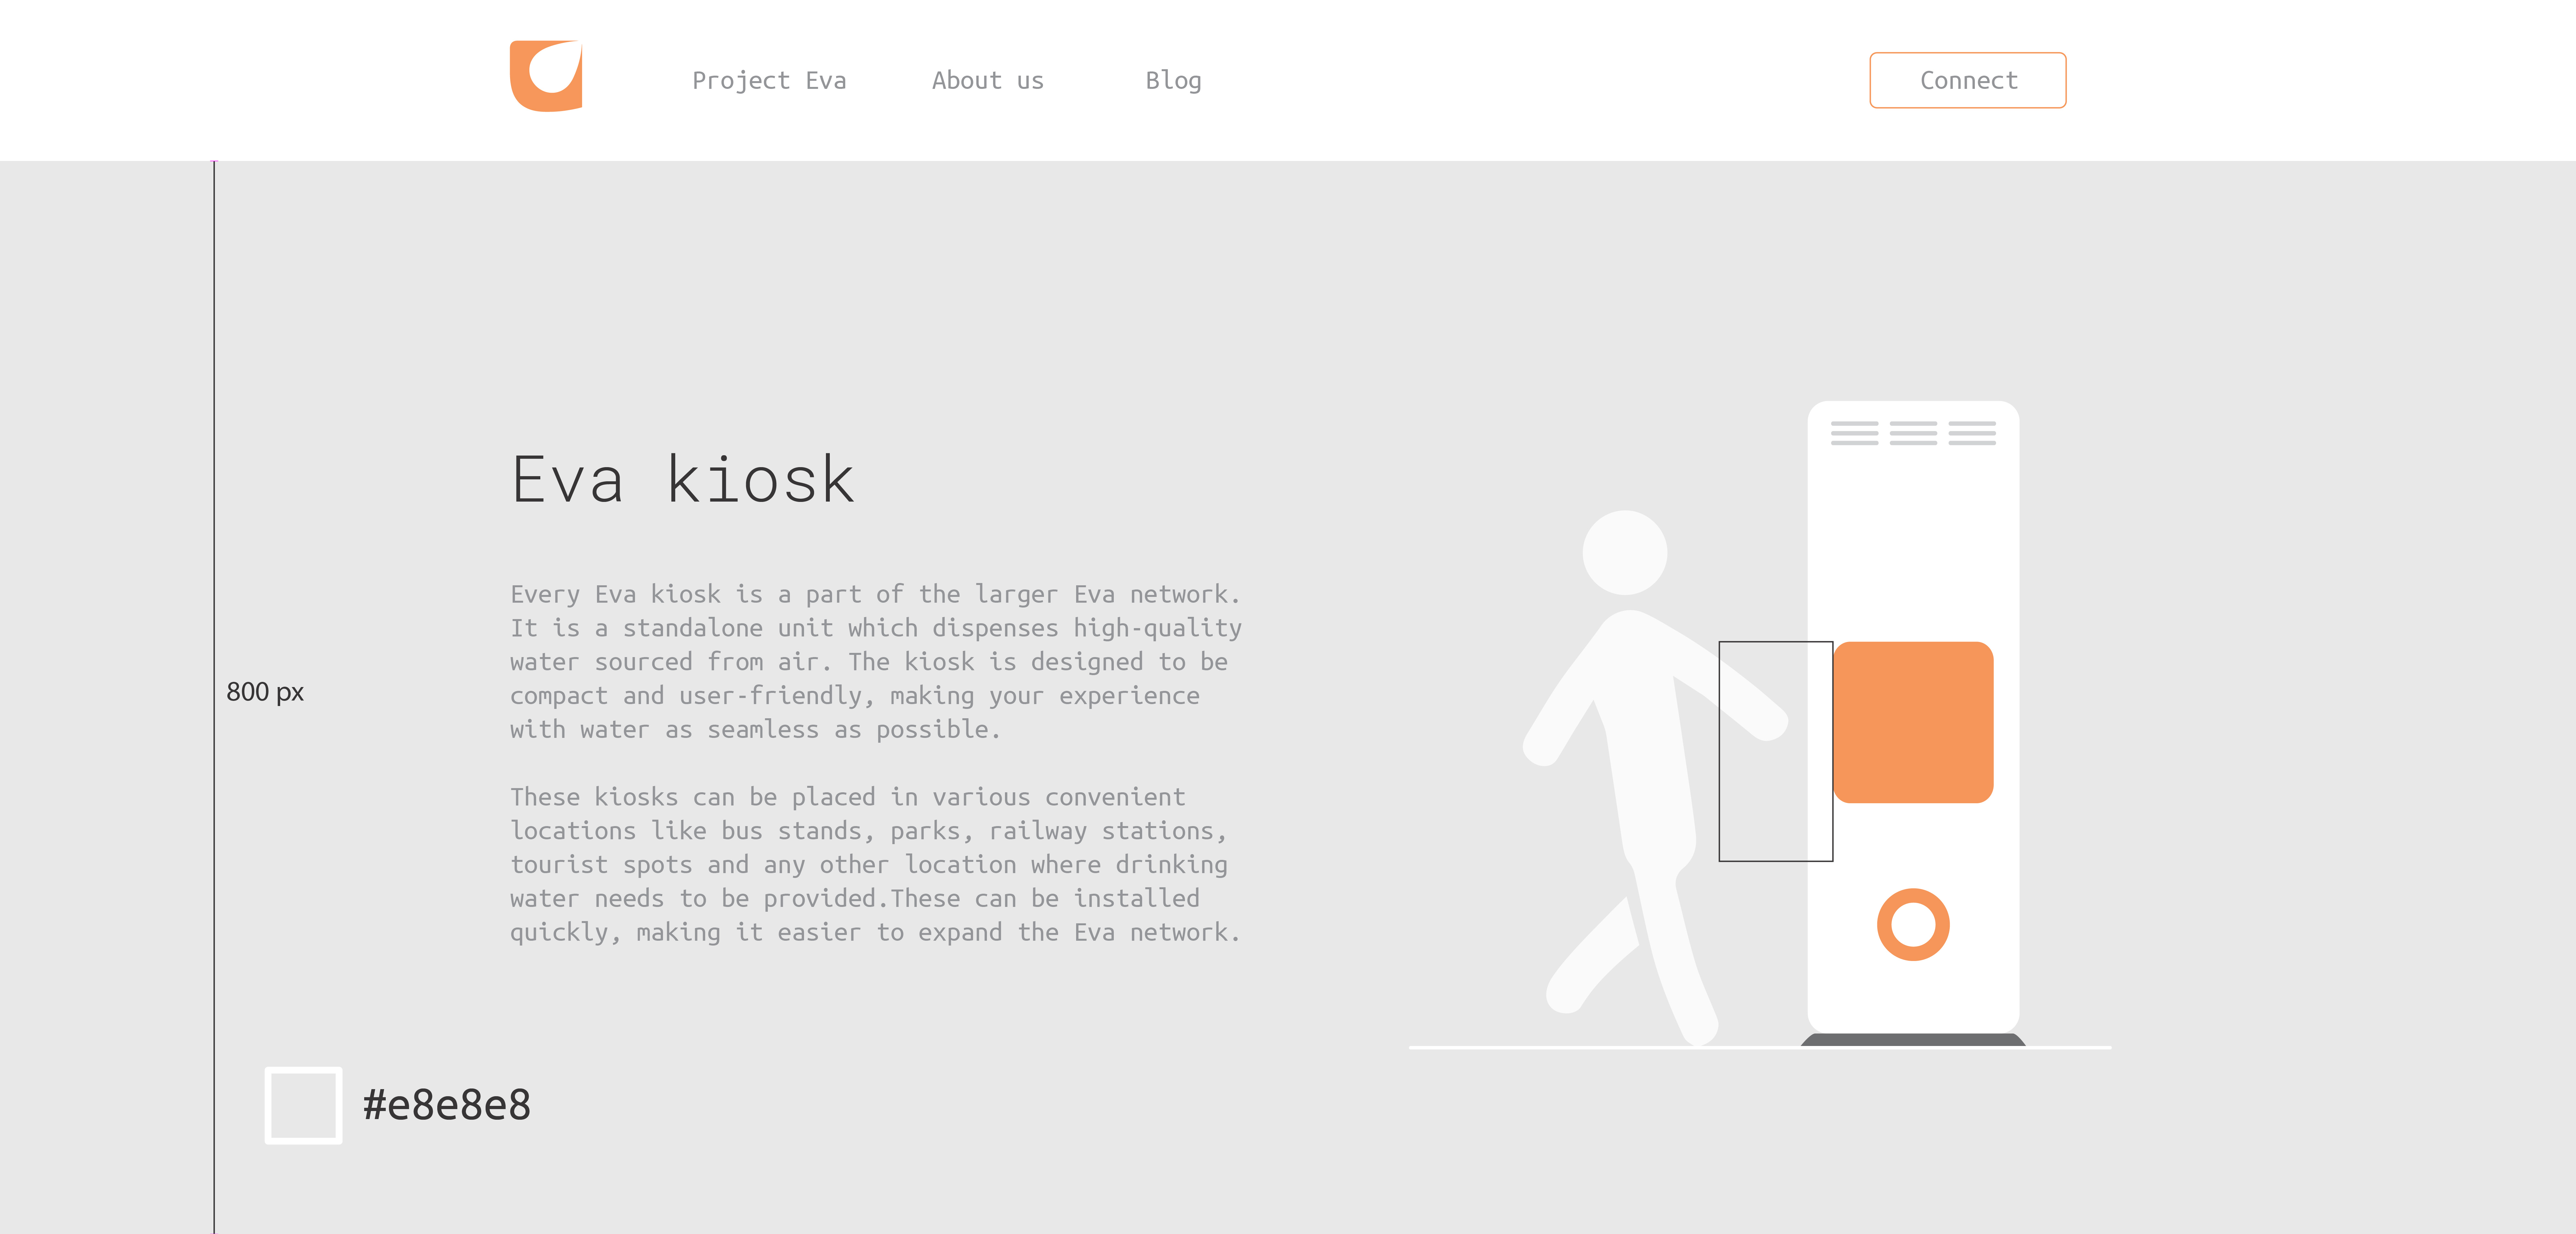 Project Eva
About us
Blog
Connect
Eva kiosk
Every Eva kiosk is a part of the larger Eva network.
It is a standalone unit which dispenses high-quality
water sourced from air. The kiosk is designed to be
compact and user-friendly, making your experience
with water as seamless as possible.
These kiosks can be placed in various convenient
locations like bus stands, parks, railway stations,
tourist spots and any other location where drinking
water needs to be provided.These can be installed
quickly, making it easier to expand the Eva network.
800 px
#e8e8e8